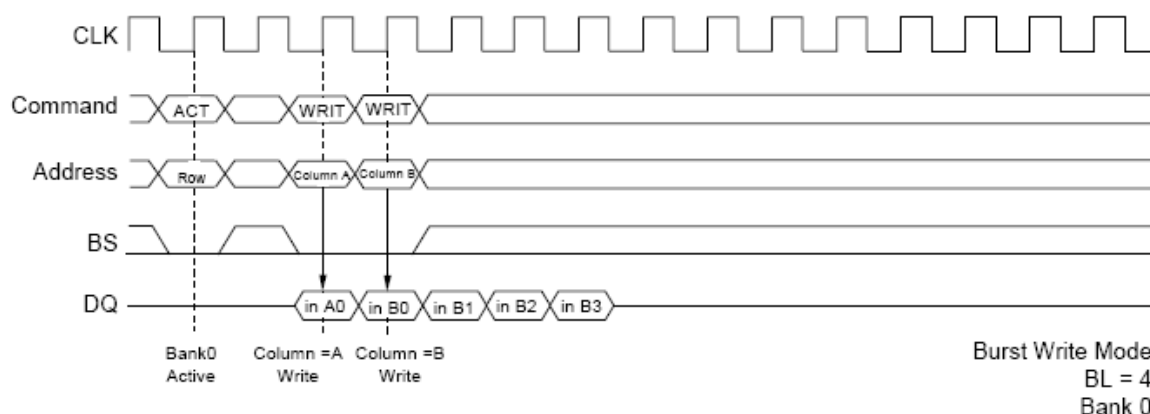 CLK
Command ACT WRIT WRIT
Address Row Column A Column B
BS
DQ in A0 in B0 in B1 in B2 in B3
Bank0 Column =A Column =B
Active Write Write
Burst Write Mode
BL = 4
Bank 0